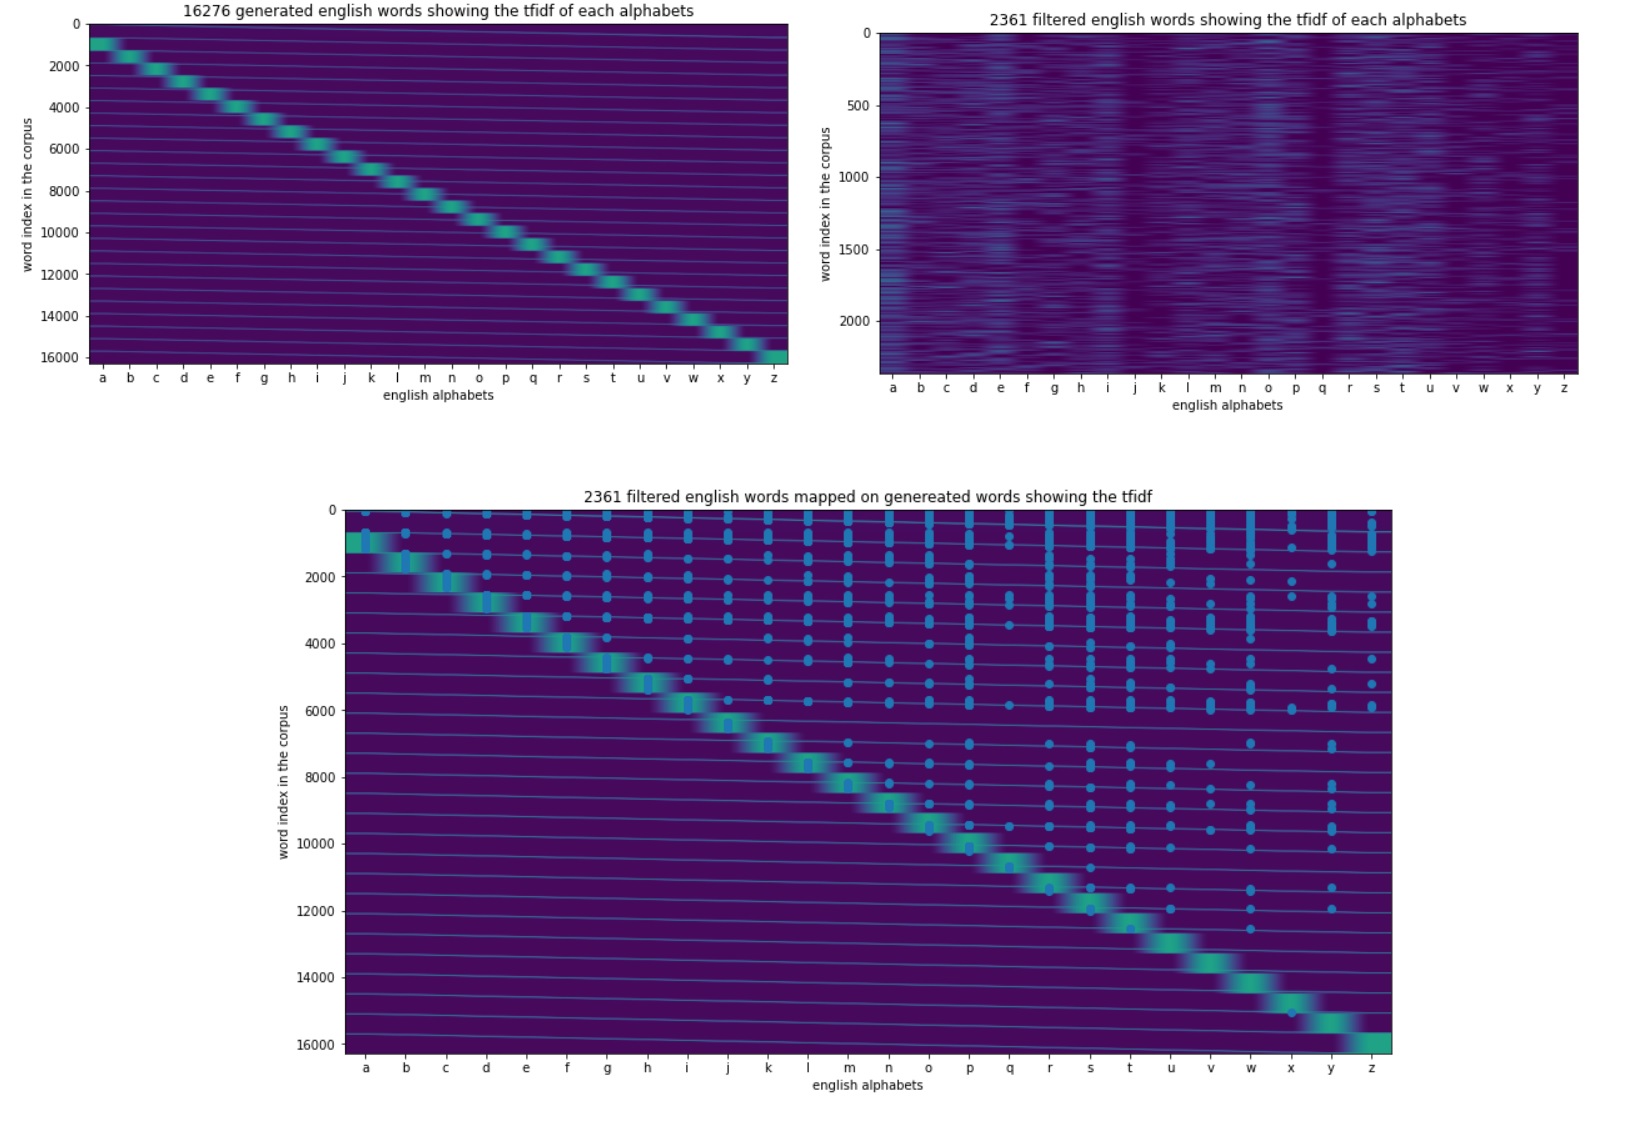 16276 generated english words showing the tfidf of each alphabets
word index in the corpus
0
2000
4000
6000
8000
10000
12000
14000
16000
a b c d e f g h i j k l m n o p q r s t u v w x y z
english alphabets
2361 filtered english words showing the tfidf of each alphabets
word index in the corpus
0
500
1000
1500
2000
a b c d e f g h i j k l m n o p q r s t u v w x y z
english alphabets
2361 filtered english words mapped on genereated words showing the tfidf
word index in the corpus
0
2000
4000
6000
8000
10000
12000
14000
16000
a b c d e f g h i j k l m n o p q r s t u v w x y z
english alphabets